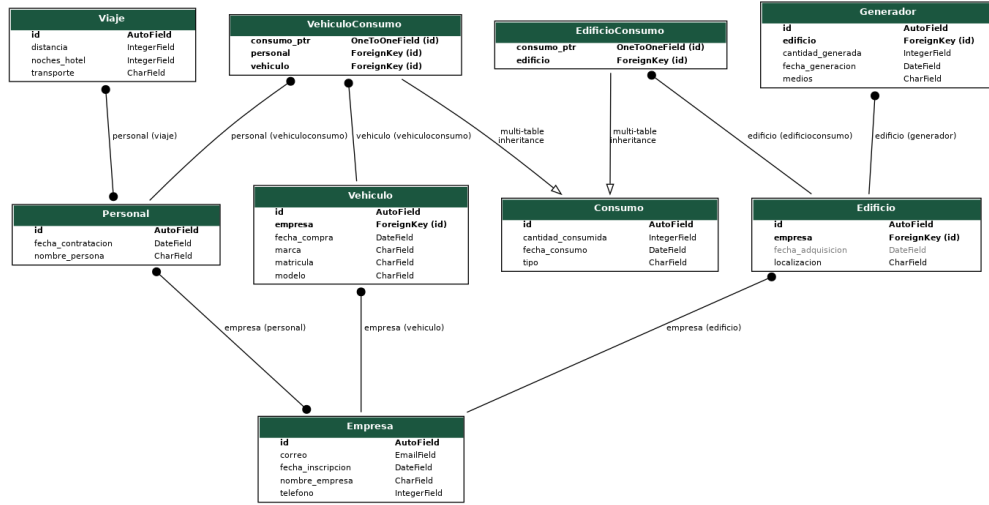 Viaje
id AutoField
distancia IntegerField
noches_hotel IntegerField
transporte CharField
VehiculoConsumo
consumo_ptr OneToOneField (id)
personal ForeignKey (id)
vehiculo ForeignKey (id)
EdificioConsumo
consumo_ptr OneToOneField (id)
edificio ForeignKey (id)
Generador
id AutoField
edificio ForeignKey (id)
cantidad_generada IntegerField
fecha_generacion DateField
medios CharField
personal (viaje)
personal (vehiculoconsumo)
vehiculo (vehiculoconsumo)
multi-table
inheritance
multi-table
inheritance
edificio (edificioconsumo)
edificio (generador)
Personal
id AutoField
fecha_contratacion DateField
nombre_persona CharField
Vehiculo
id AutoField
empresa ForeignKey (id)
fecha_compra DateField
marca CharField
matricula CharField
modelo CharField
Consumo
id AutoField
cantidad_consumida IntegerField
fecha_consumo DateField
tipo CharField
Edificio
id AutoField
empresa ForeignKey (id)
fecha_adquisicion DateField
localizacion CharField
empresa (personal)
empresa (vehiculo)
empresa (edificio)
Empresa
id AutoField
correo EmailField
fecha_inscripcion DateField
nombre_empresa CharField
telefono IntegerField